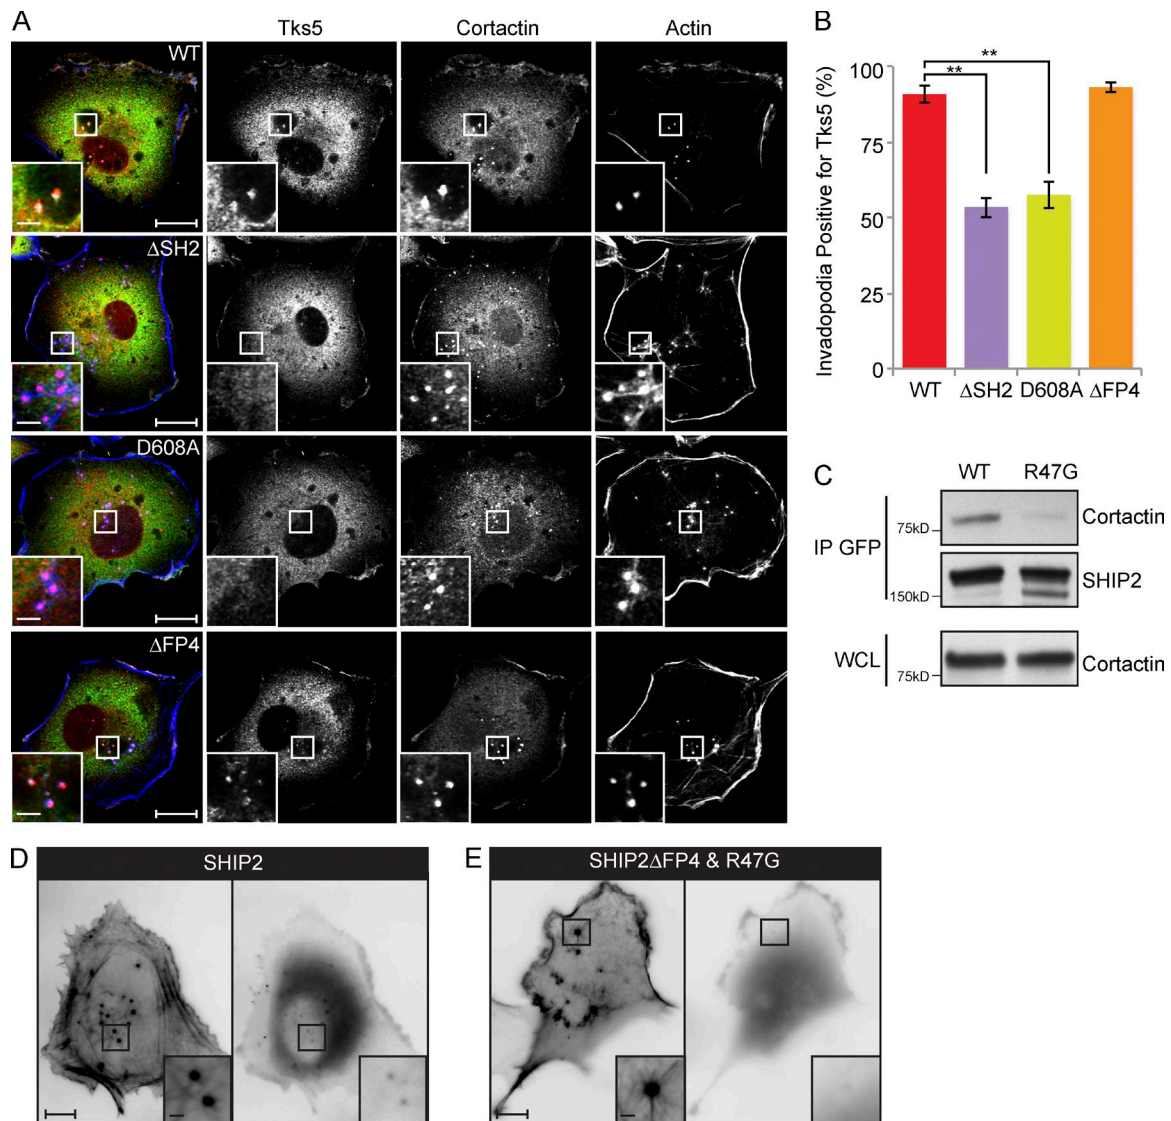 A
Tks5 Cortactin Actin
WT
ΔSH2
D608A
ΔFP4
B
Invadopodia Positive for Tks5 (%)
**
**
100
75
50
25
0
WT ΔSH2 D608A ΔFP4
C
WT R47G
IP GFP
75kD
Cortactin
150kD
SHIP2
WCL
75kD
Cortactin
D
SHIP2
E
SHIP2ΔFP4 & R47G